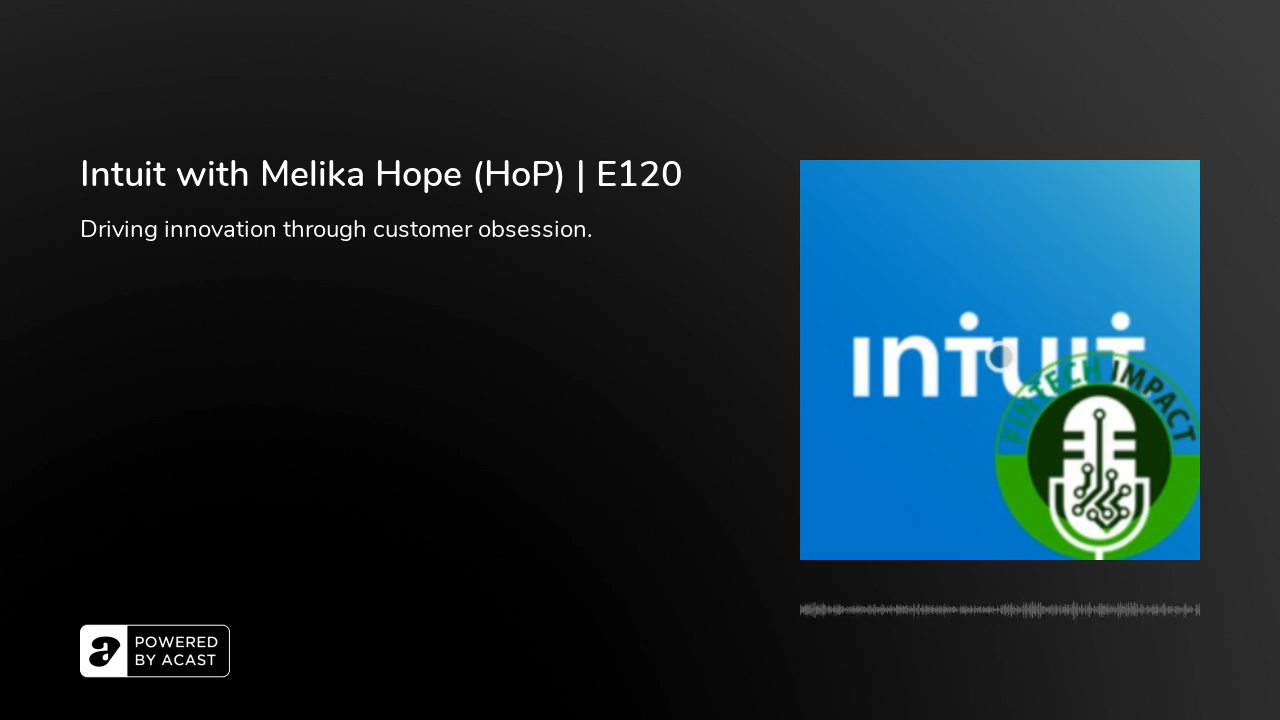 Intuit with Melika Hope (HoP) | E120
Driving innovation through customer obsession.
intuit
FINTECH IMPACT
a POWERED
BY ACAST